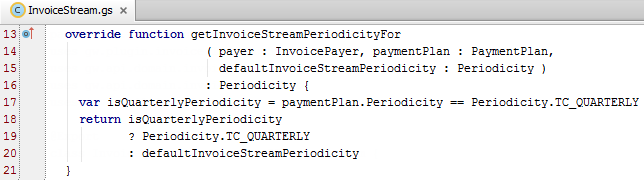 InvoiceStream.gs ×
13 override function getInvoiceStreamPeriodicityFor
14 ( payer : InvoicePayer, paymentPlan : PaymentPlan,
15 defaultInvoiceStreamPeriodicity : Periodicity )
16 : Periodicity {
17 var isQuarterlyPeriodicity = paymentPlan.Periodicity == Periodicity.TC_QUARTERLY
18 return isQuarterlyPeriodicity
19 ? Periodicity.TC_QUARTERLY
20 : defaultInvoiceStreamPeriodicity
21 }